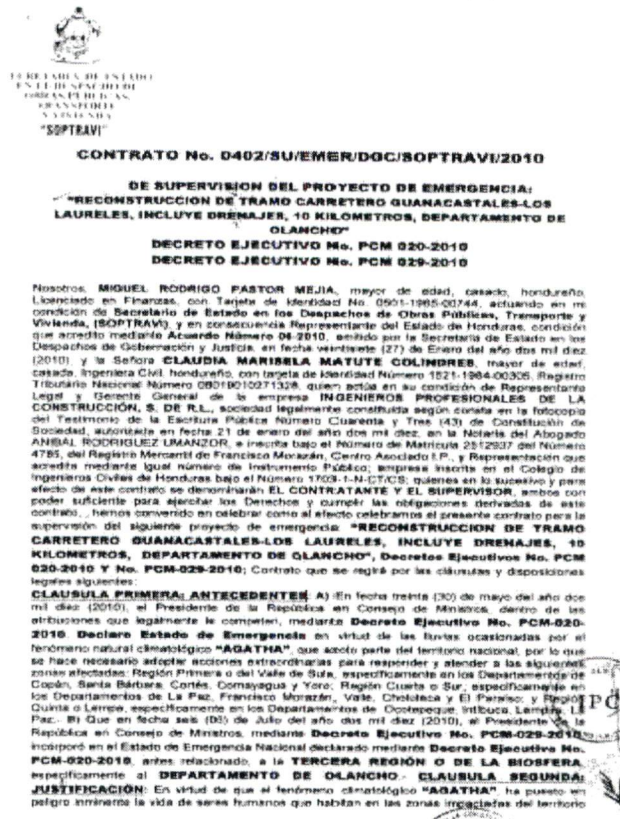 SECRETARIA DE ESTADO
EN EL DESPACHO DE
OBRAS PUBLICAS,
TRANSPORTE
Y VIVIENDA
"SOPTRAVI"
CONTRATO No. 0402/SU/EMER/DGC/SOPTRAVI/2010
DE SUPERVISION DEL PROYECTO DE EMERGENCIA:
"RECONSTRUCCION DE TRAMO CARRETERO GUANACASTALES-LOS
LAURELES, INCLUYE DRENAJES, 10 KILOMETROS, DEPARTAMENTO DE
OLANCHO"
DECRETO EJECUTIVO No. PCM 020-2010
DECRETO EJECUTIVO No. PCM 029-2010
Nosotros, MIGUEL RODRIGO PASTOR MEJIA, mayor de edad, casado, hondureño,
Licenciado en Finanzas, con Tarjeta de Identidad No. 0501-1965-00744, actuando en mi
condición de Secretario de Estado en los Despachos de Obras Públicas, Transporte y
Vivienda, (SOPTRAVI), y en consecuencia Representante del Estado de Honduras, condición
que acredito mediante Acuerdo Número 06-2010, emitido por la Secretaria de Estado en los
Despachos de Gobernación y Justicia, en fecha veintisiete (27) de Enero del año dos mil diez
(2010), y la Señora CLAUDIA MARISELA MATUTE COLINDRES, mayor de edad,
casada, Ingeniera Civil, hondureño, con tarjeta de identidad Número 1521-1984-00305, Registro
Tributario Nacional Número 08019010271328, quien actúa en su condición de Representante
Legal y Gerente General de la empresa INGENIEROS PROFESIONALES DE LA
CONSTRUCCIÓN, S. DE R.L., sociedad legalmente constituida según consta en la fotocopia
del Testimonio de la Escritura Pública Número Cuarenta y Tres (43) de Constitución de
Sociedad, autorizada en fecha 21 de enero del año dos mil diez, en la Notaria del Abogado
ANIBAL RODRIGUEZ UMANZOR, e inscrita bajo el Número de Matricula 2512937 del Número
4785, del Registro Mercantil de Francisco Morazán, Centro Asociado I.P., y Representación que
acredita mediante igual número de Instrumento Público; empresa inscrita en el Colegio de
Ingenieros Civiles de Honduras bajo el Número 1703-1-N-CT/CS; quienes en lo sucesivo y para
efecto de este contrato se denominarán EL CONTRATANTE Y EL SUPERVISOR, ambos con
poder suficiente para ejercitar los Derechos y cumplir las obligaciones derivadas de este
contrato, , hemos convenido en celebrar como al efecto celebramos el presente contrato para la
supervisión del siguiente proyecto de emergencia: "RECONSTRUCCION DE TRAMO
CARRETERO GUANACASTALES-LOS LAURELES, INCLUYE DRENAJES, 10
KILOMETROS, DEPARTAMENTO DE OLANCHO", Decretos Ejecutivos No. PCM
020-2010 Y No. PCM-029-2010; Contrato que se regirá por las cláusulas y disposiciones
legales siguientes:
CLAUSULA PRIMERA: ANTECEDENTES: A) En fecha treinta (30) de mayo del año dos
mil diez (2010), el Presidente de la República en Consejo de Ministros, dentro de las
atribuciones que legalmente le competen, mediante Decreto Ejecutivo No. PCM-020-
2010, Declaro Estado de Emergencia en virtud de las lluvias ocasionadas por el
fenómeno natural climatológico "AGATHA", que azoto parte del territorio nacional, por lo que
se hace necesario adoptar acciones extraordinarias para responder y atender a las siguientes
zonas afectadas: Región Primera o del Valle de Sula, específicamente en los Departamentos de
Copán, Santa Bárbara, Cortés, Comayagua y Yoro; Región Cuarta o Sur, específicamente en
los Departamentos de La Paz, Francisco Morazán, Valle, Choluteca y El Paraíso; y Región
Quinta o Lempa, específicamente en los Departamentos de Ocotepeque, Intibuca, Lempira, La
Paz.- B) Que en fecha seis (06) de Julio del año dos mil diez (2010), el Presidente de la
República en Consejo de Ministros, mediante Decreto Ejecutivo No. PCM-029-2010
incorporó en el Estado de Emergencia Nacional declarado mediante Decreto Ejecutivo No.
PCM-020-2010, antes relacionado, a la TERCERA REGIÓN O DE LA BIOSFERA,
específicamente al DEPARTAMENTO DE OLANCHO.- CLAUSULA SEGUNDA:
JUSTIFICACIÓN: En virtud de que el fenómeno climatológico "AGATHA", ha puesto en
peligro inminente la vida de seres humanos que habitan en las zonas impactadas del territorio
IPC